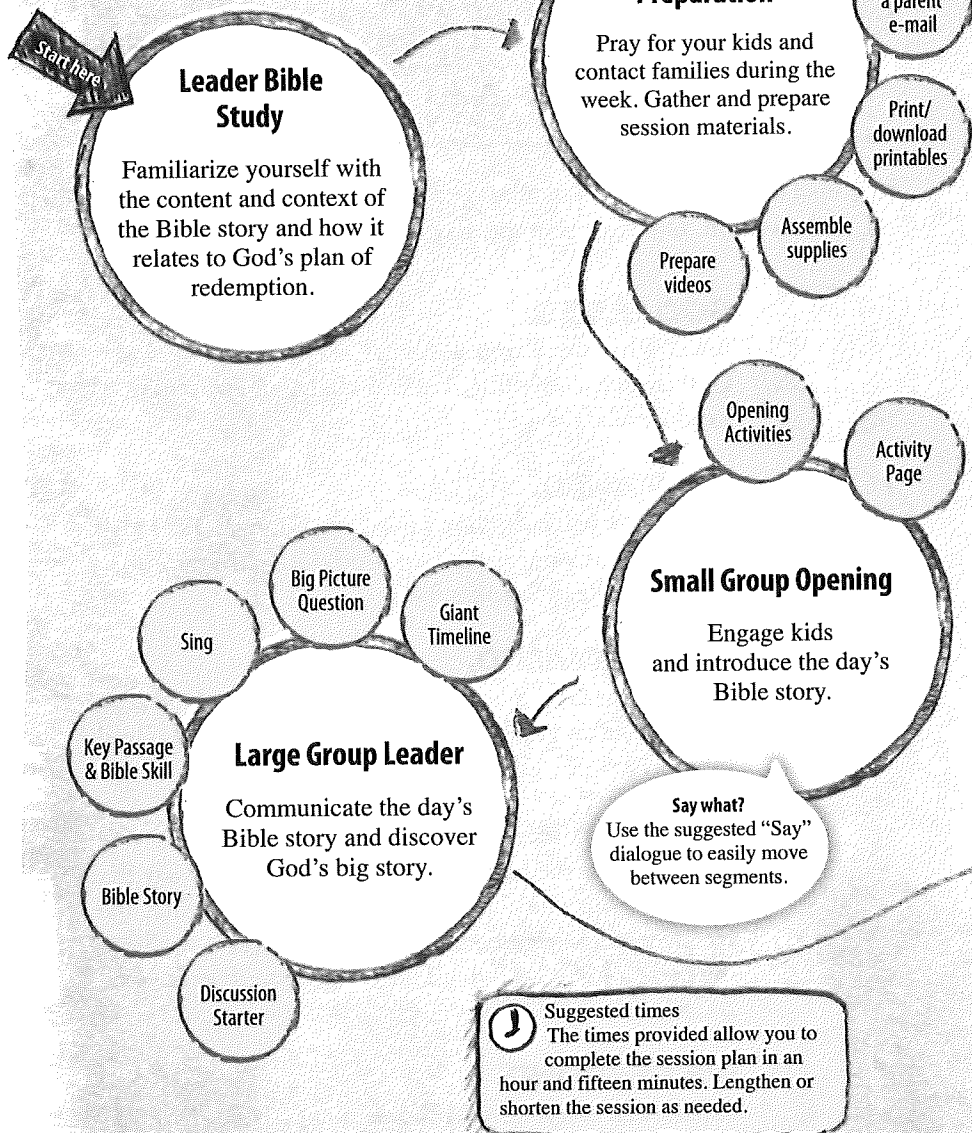 Start here
Leader Bible
Study
Familiarize yourself with
the content and context of
the Bible story and how it
relates to God's plan of
redemption.
Preparation
Pray for your kids and
contact families during the
week. Gather and prepare
session materials.
a parent
e-mail
Print/
download
printables
Assemble
supplies
Prepare
videos
Opening
Activities
Activity
Page
Small Group Opening
Engage kids
and introduce the day's
Bible story.
Say what?
Use the suggested “Say”
dialogue to easily move
between segments.
Big Picture
Question
Giant
Timeline
Sing
Key Passage
& Bible Skill
Bible Story
Discussion
Starter
Large Group Leader
Communicate the day's
Bible story and discover
God's big story.
Suggested times
The times provided allow you to
complete the session plan in an
hour and fifteen minutes. Lengthen or
shorten the session as needed.